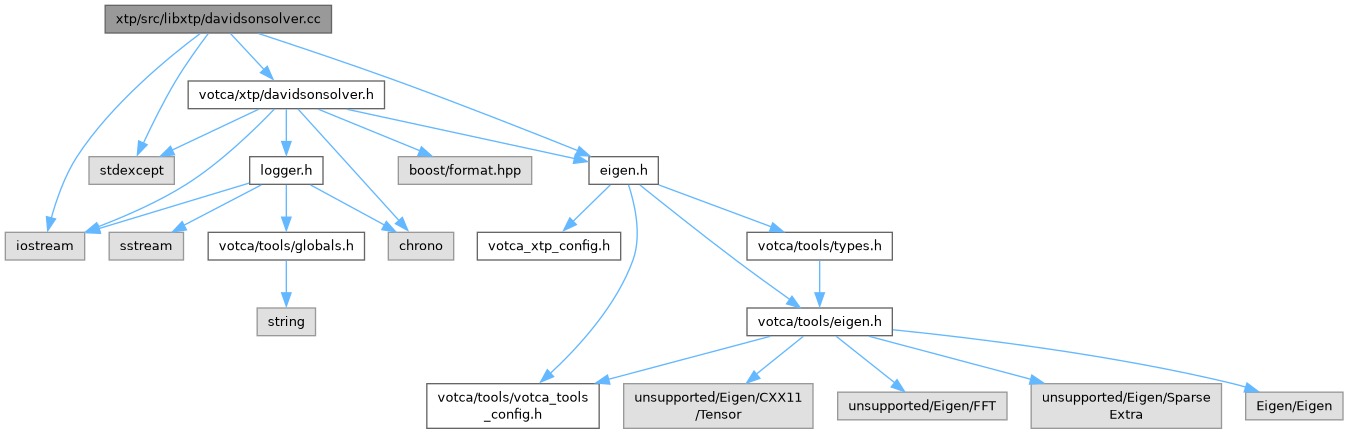 xtp/src/libxtp/davidsonsolver.cc
votca/xtp/davidsonsolver.h
stdexcept
logger.h
boost/format.hpp
eigen.h
iostream
sstream
votca/tools/globals.h
chrono
votca_xtp_config.h
votca/tools/types.h
string
votca/tools/eigen.h
votca/tools/votca_tools
_config.h
unsupported/Eigen/CXX11
/Tensor
unsupported/Eigen/FFT
unsupported/Eigen/Sparse
Extra
Eigen/Eigen